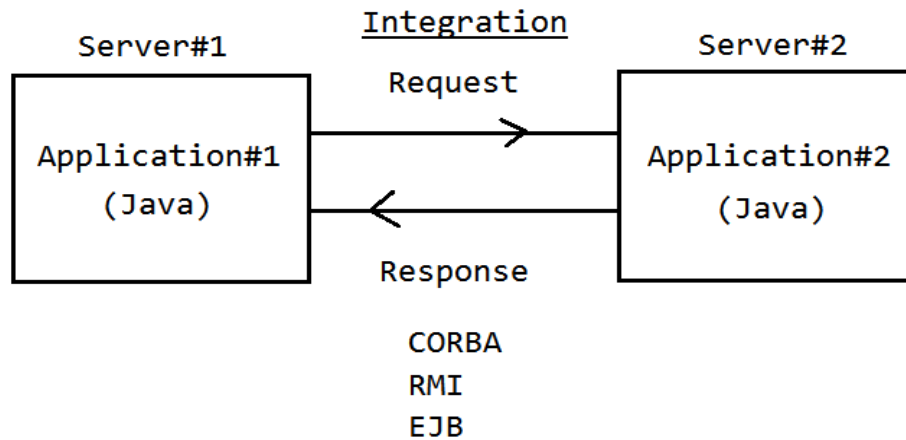 Integration
Server#1
Server#2
Request
Application#1
(Java)
Application#2
(Java)
Response
CORBA
RMI
EJB